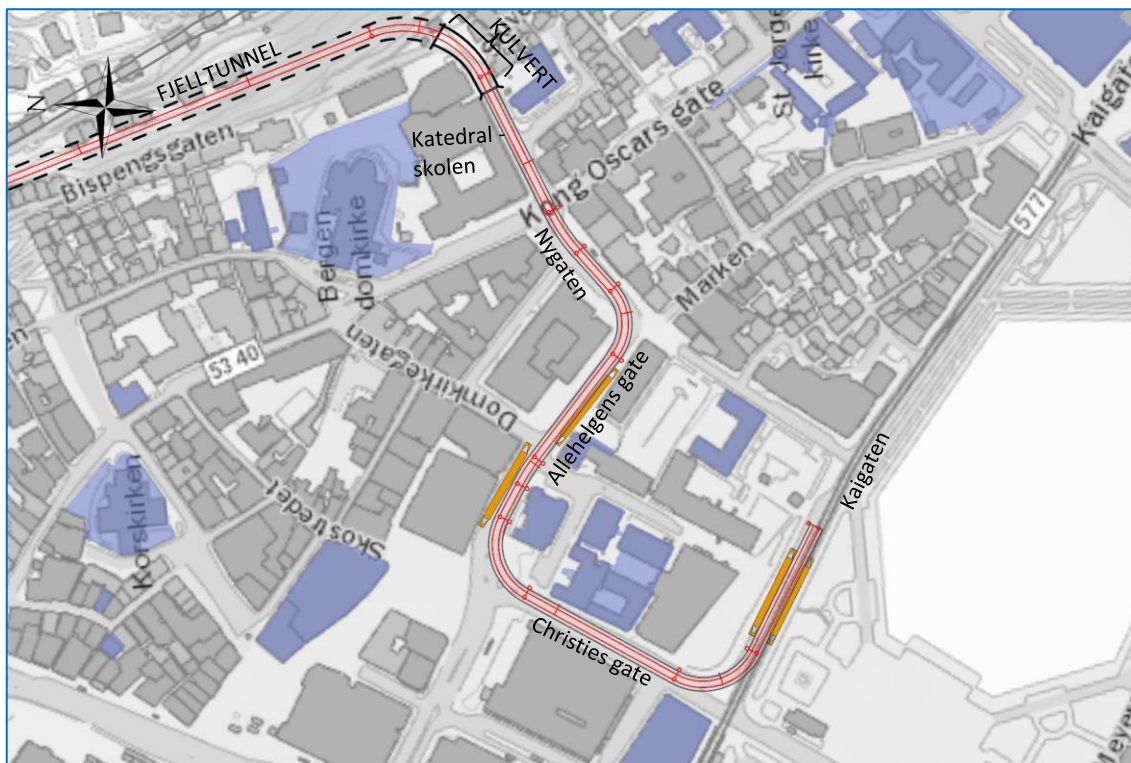 KULVERT
FJELLTUNNEL
N
St Jørgen
kirke
Kaigate
Bispengsgaten
Katedral
skolen
Kong Oscars gate
577
Bergen
domkirke
Nygaten
Marken
53 40
Domkirkegaten
Allehelgens gate
Kaigaten
Korskirken
Skostredet
Christies gate